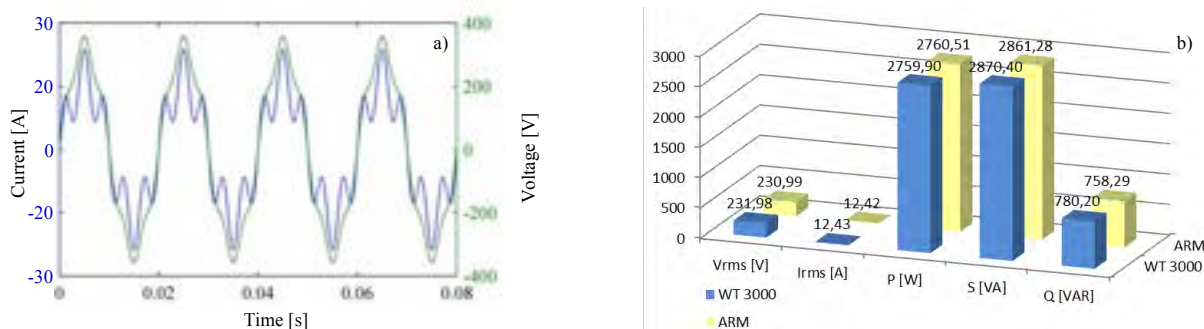 a)
Current [A]
30
20
10
0
-10
-20
-30
400
200
0
-200
-400
Voltage [V]
0 0.02 0.04 0.06 0.08
Time [s]
b)
3000
2500
2000
1500
1000
500
0
2760,51 2861,28
2759,90 2870,40
230,99 12,42 758,29
231,98 12,43 780,20
Vrms [V] Irms [A] P [W] S [VA] Q [VAR]
ARM
WT 3000
WT 3000
ARM